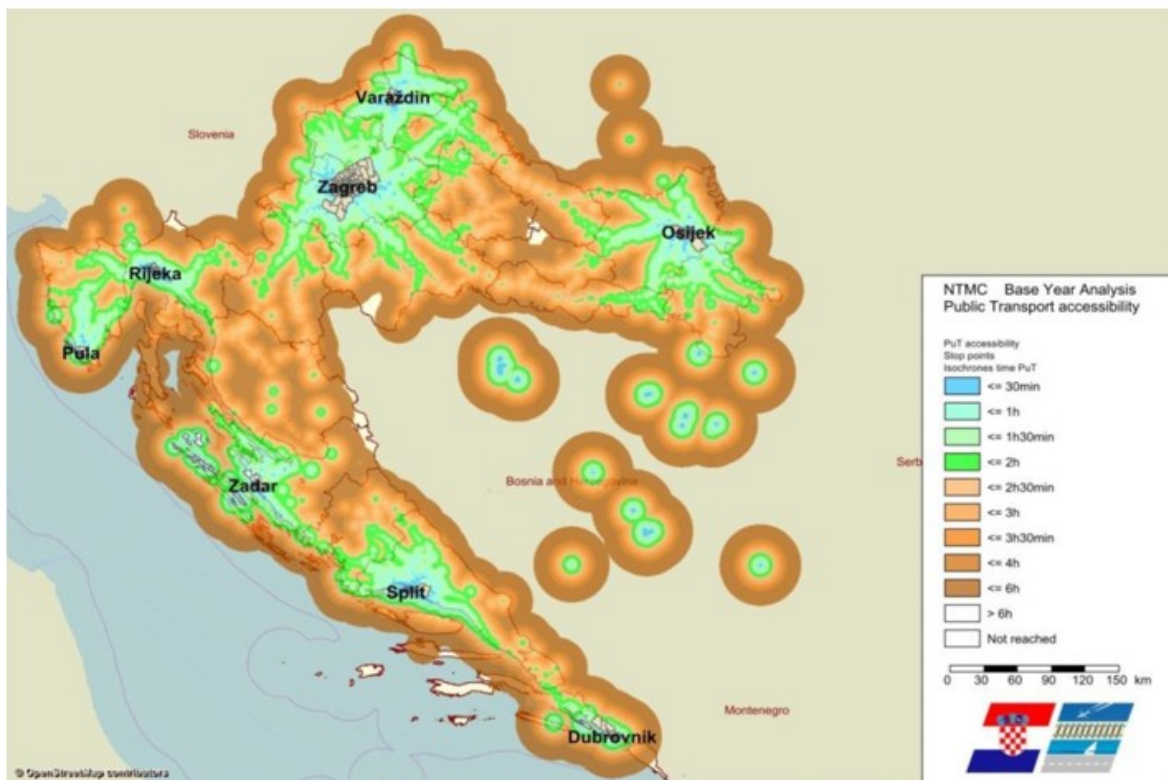 Varaždin
Slovenia
Zagreb
Osijek
Rijeka
Pula
Zadar
Bosnia and Herzegovina
Serb
Split
Montenegro
Dubrovnik
NTMC Base Year Analysis
Public Transport accessibility
PuT accessibility
Stop points
Isochrones time PuT
<= 30min
<= 1h
<= 1h30min
<= 2h
<= 2h30min
<= 3h
<= 3h30min
<= 4h
<= 6h
> 6h
Not reached
0 30 60 90 120 150 km
© OpenStreetMap contributors